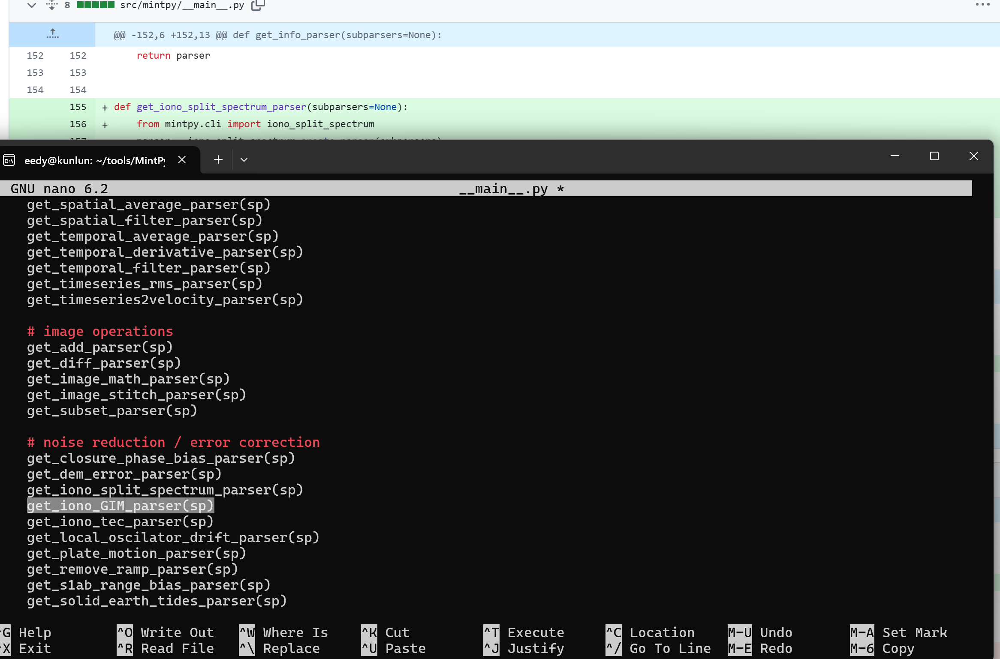 8 src/mintpy/__main__.py
@@ -152,6 +152,13 @@ def get_info_parser(subparsers=None):
152 152 return parser
153 153
154 154
155 + def get_iono_split_spectrum_parser(subparsers=None):
156 + from mintpy.cli import iono_split_spectrum
eedy@kunlun: ~/tools/MintPy
GNU nano 6.2 __main__.py *
get_spatial_average_parser(sp)
get_spatial_filter_parser(sp)
get_temporal_average_parser(sp)
get_temporal_derivative_parser(sp)
get_temporal_filter_parser(sp)
get_timeseries_rms_parser(sp)
get_timeseries2velocity_parser(sp)
# image operations
get_add_parser(sp)
get_diff_parser(sp)
get_image_math_parser(sp)
get_image_stitch_parser(sp)
get_subset_parser(sp)
# noise reduction / error correction
get_closure_phase_bias_parser(sp)
get_dem_error_parser(sp)
get_iono_split_spectrum_parser(sp)
get_iono_GIM_parser(sp)
get_iono_tec_parser(sp)
get_local_oscilator_drift_parser(sp)
get_plate_motion_parser(sp)
get_remove_ramp_parser(sp)
get_s1ab_range_bias_parser(sp)
get_solid_earth_tides_parser(sp)
^G Help ^O Write Out ^W Where Is ^K Cut ^T Execute ^C Location M-U Undo M-A Set Mark
^X Exit ^R Read File ^\ Replace ^U Paste ^J Justify ^/ Go To Line M-E Redo M-6 Copy